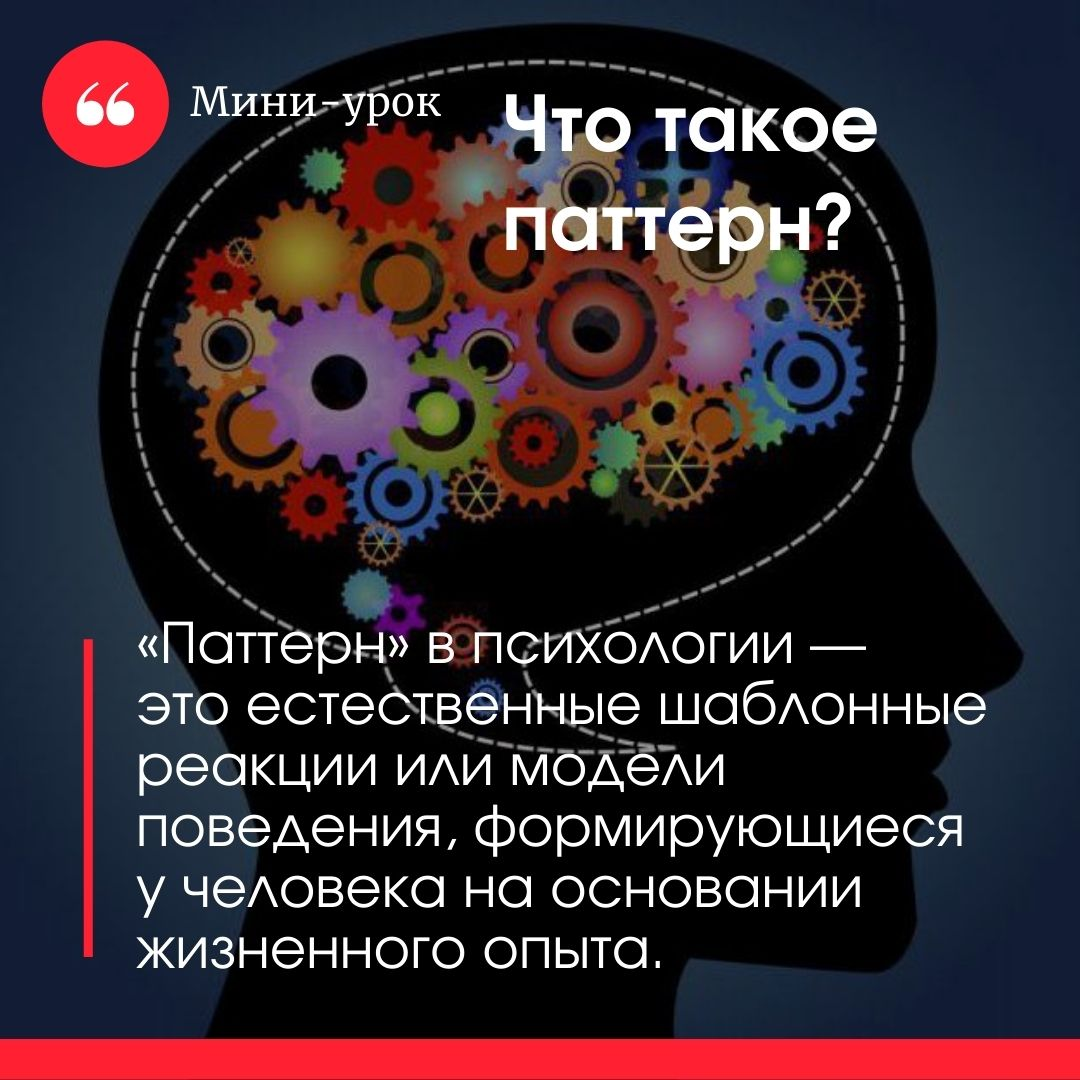 Мини-урок
Что такое
паттерн?
«Паттерн» в психологии —
это естественные шаблонные
реакции или модели
поведения, формирующиеся
у человека на основании
жизненного опыта.